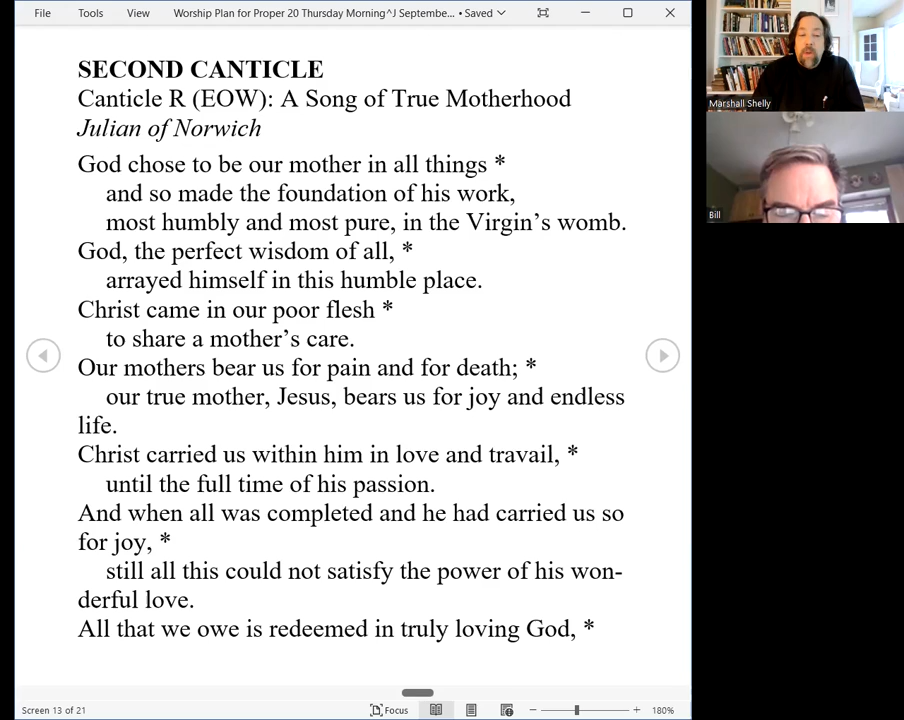 File Tools View Worship Plan for Proper 20 Thursday Morning^J Septembe... • Saved
SECOND CANTICLE
Canticle R (EOW): A Song of True Motherhood
Julian of Norwich
God chose to be our mother in all things *
and so made the foundation of his work,
most humbly and most pure, in the Virgin’s womb.
God, the perfect wisdom of all, *
arrayed himself in this humble place.
Christ came in our poor flesh *
to share a mother’s care.
Our mothers bear us for pain and for death; *
our true mother, Jesus, bears us for joy and endless
life.
Christ carried us within him in love and travail, *
until the full time of his passion.
And when all was completed and he had carried us so
for joy, *
still all this could not satisfy the power of his won-
derful love.
All that we owe is redeemed in truly loving God, *
Screen 13 of 21 Focus 180%
Marshall Shelly
Bill